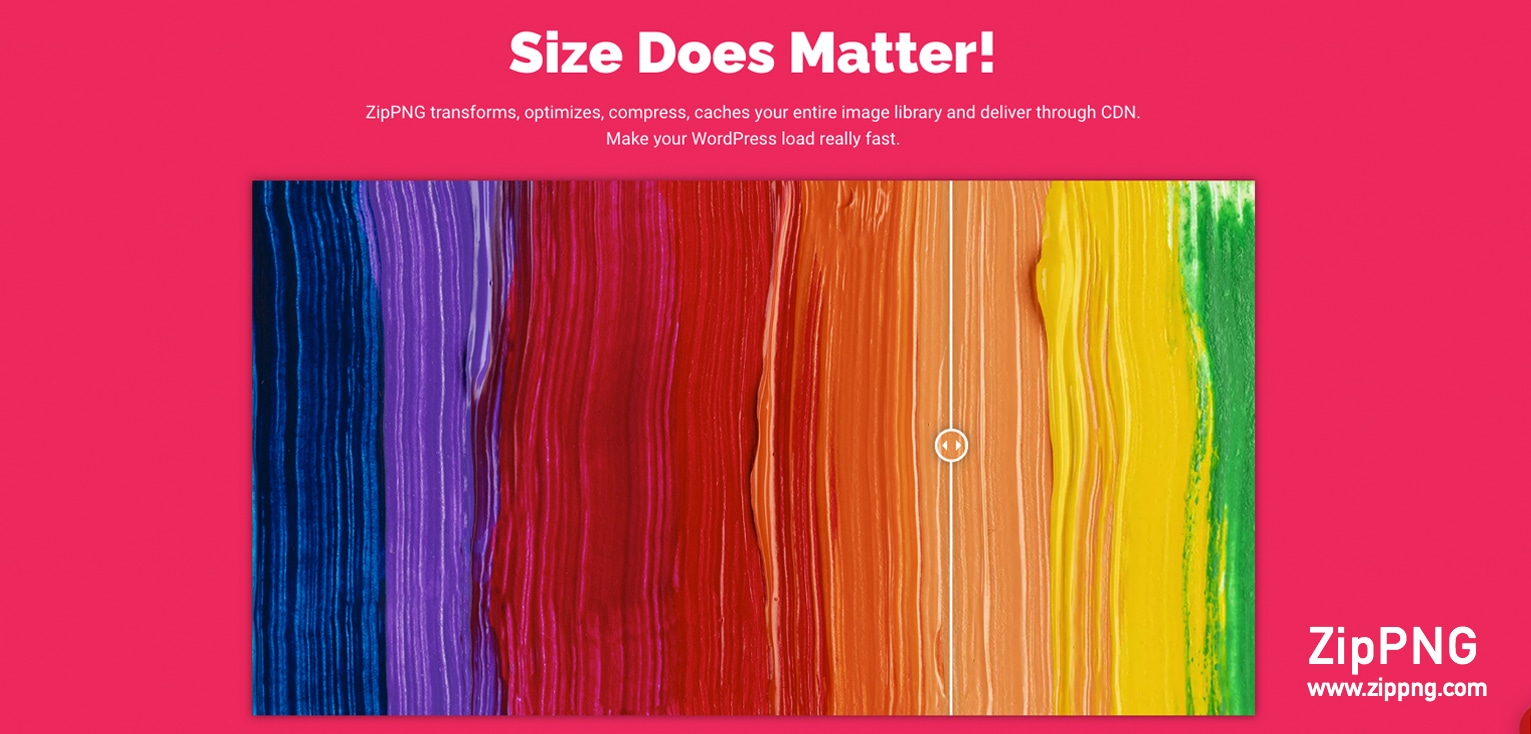 Size Does Matter!
ZipPNG transforms, optimizes, compress, caches your entire image library and deliver through CDN.
Make your WordPress load really fast.
ZipPNG
www.zippng.com